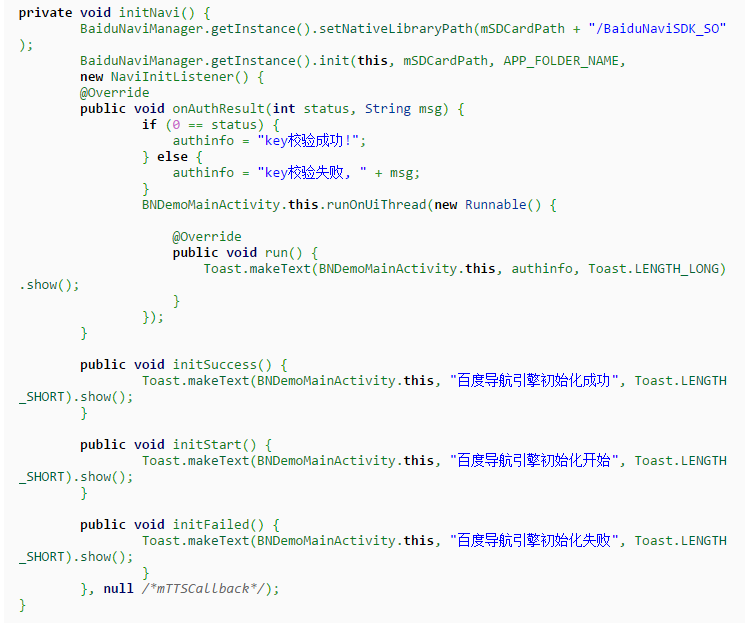 private void initNavi() {
        BaiduNaviManager.getInstance().setNativeLibraryPath(mSDCardPath + "/BaiduNaviSDK_SO"
);
        BaiduNaviManager.getInstance().init(this, mSDCardPath, APP_FOLDER_NAME,
        new NaviInitListener() {
        @Override
        public void onAuthResult(int status, String msg) {
                if (0 == status) {
                    authinfo = "key校验成功!";
                } else {
                    authinfo = "key校验失败, " + msg;
                }
                BNDemoMainActivity.this.runOnUiThread(new Runnable() {

                    @Override
                    public void run() {
                        Toast.makeText(BNDemoMainActivity.this, authinfo, Toast.LENGTH_LONG)
.show();
                    }
                });
        }

        public void initSuccess() {
                Toast.makeText(BNDemoMainActivity.this, "百度导航引擎初始化成功", Toast.LENGTH
_SHORT).show();
        }

        public void initStart() {
                Toast.makeText(BNDemoMainActivity.this, "百度导航引擎初始化开始", Toast.LENGTH
_SHORT).show();
        }

        public void initFailed() {
                Toast.makeText(BNDemoMainActivity.this, "百度导航引擎初始化失败", Toast.LENGTH
_SHORT).show();
                }
        }, null /*mTTSCallback*/);
}